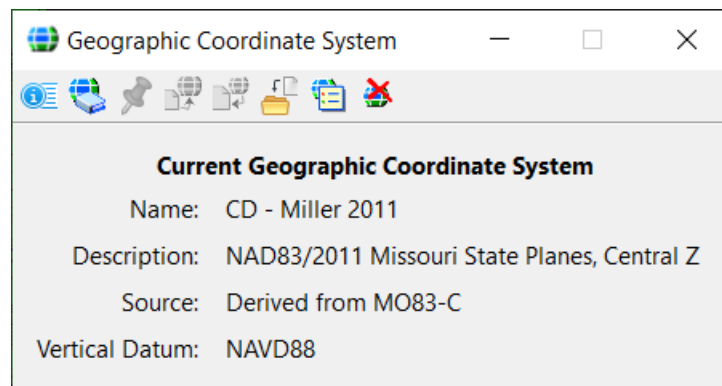 Geographic Coordinate System
Current Geographic Coordinate System
Name: CD - Miller 2011
Description: NAD83/2011 Missouri State Planes, Central Z
Source: Derived from MO83-C
Vertical Datum: NAVD88